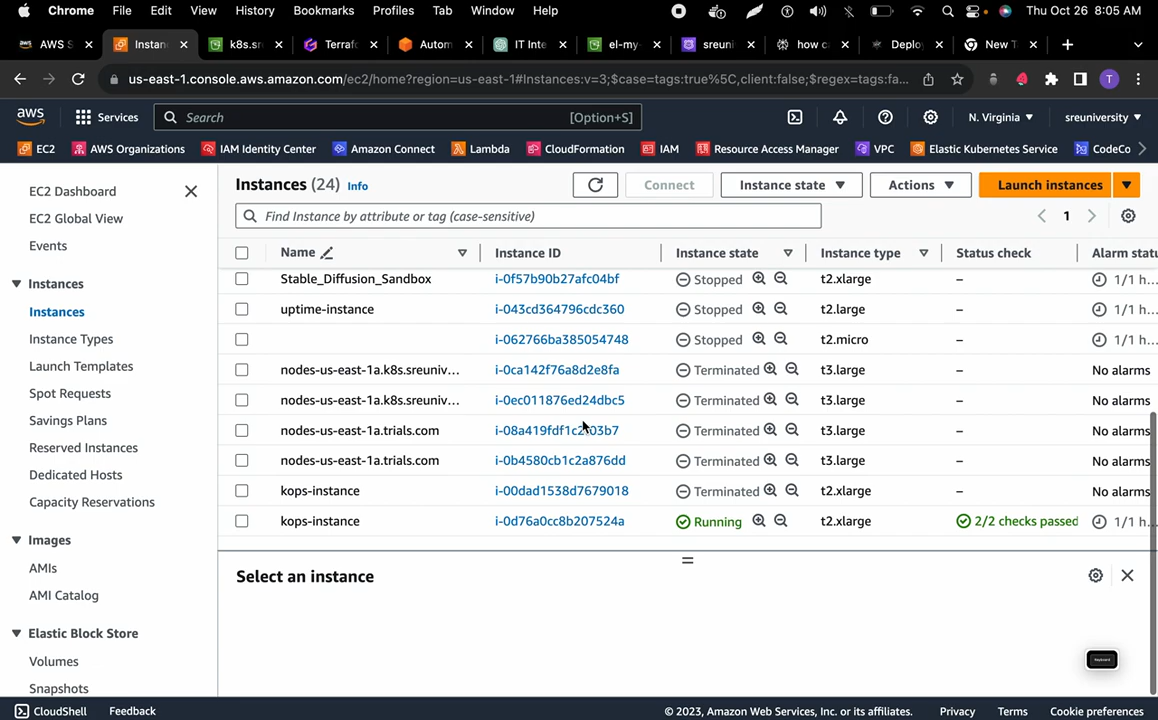 Chrome File Edit View History Bookmarks Profiles Tab Window Help Thu Oct 26 8:05 AM
AWS S Instan k8s.sr Terraf Autom IT Inte el-my sreuni how c Deplo New T
us-east-1.console.aws.amazon.com/ec2/home?region=us-east-1#Instances:v=3;$case=tags:true%5C,client:false;$regex=tags:fa... T
aws Services Search [Option+S] N. Virginia sreuniversity
EC2 AWS Organizations IAM Identity Center Amazon Connect Lambda CloudFormation IAM Resource Access Manager VPC Elastic Kubernetes Service CodeCo
EC2 Dashboard
EC2 Global View
Events
Instances
Instances
Instance Types
Launch Templates
Spot Requests
Savings Plans
Reserved Instances
Dedicated Hosts
Capacity Reservations
Images
AMIs
AMI Catalog
Elastic Block Store
Volumes
Snapshots
Instances (24) Info Connect Instance state Actions Launch instances
Find Instance by attribute or tag (case-sensitive) 1
Name Instance ID Instance state Instance type Status check Alarm statu
Stable_Diffusion_Sandbox i-0f57b90b27afc04bf Stopped t2.xlarge – 1/1 h...
uptime-instance i-043cd364796cdc360 Stopped t2.large – 1/1 h...
i-062766ba385054748 Stopped t2.micro – 1/1 h...
nodes-us-east-1a.k8s.sreuniv... i-0ca142f76a8d2e8fa Terminated t3.large – No alarms
nodes-us-east-1a.k8s.sreuniv... i-0ec011876ed24dbc5 Terminated t3.large – No alarms
nodes-us-east-1a.trials.com Terminated t3.large – No alarms
nodes-us-east-1a.trials.com i-0b4580cb1c2a876dd Terminated t3.large – No alarms
kops-instance i-00dad1538d7679018 Terminated t2.xlarge – No alarms
kops-instance i-0d76a0cc8b207524a Running t2.xlarge 2/2 checks passed 1/1 h...
Select an instance
CloudShell Feedback © 2023, Amazon Web Services, Inc. or its affiliates. Privacy Terms Cookie preferences